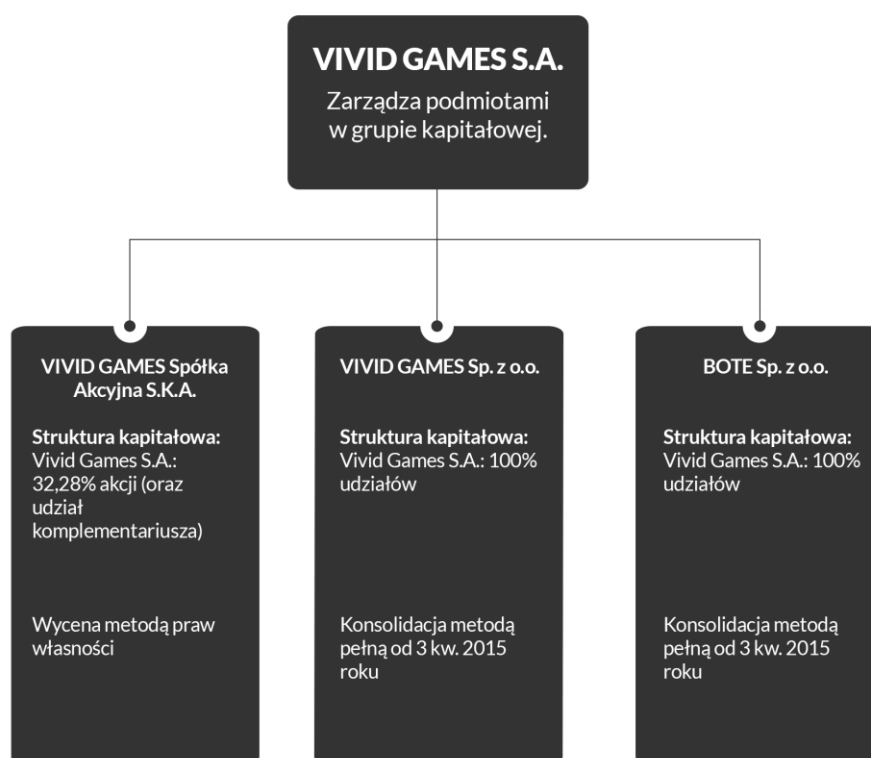 VIVID GAMES S.A.
Zarządza podmiotami
w grupie kapitałowej.
VIVID GAMES Spółka
Akcyjna S.K.A.
Struktura kapitałowa:
Vivid Games S.A.:
32,28% akcji (oraz
udział
komplementariusza)
Wycena metodą praw
własności
VIVID GAMES Sp. z o.o.
Struktura kapitałowa:
Vivid Games S.A.: 100%
udziałów
Konsolidacja metodą
pełną od 3 kw. 2015
roku
BOTE Sp. z o.o.
Struktura kapitałowa:
Vivid Games S.A.: 100%
udziałów
Konsolidacja metodą
pełną od 3 kw. 2015
roku